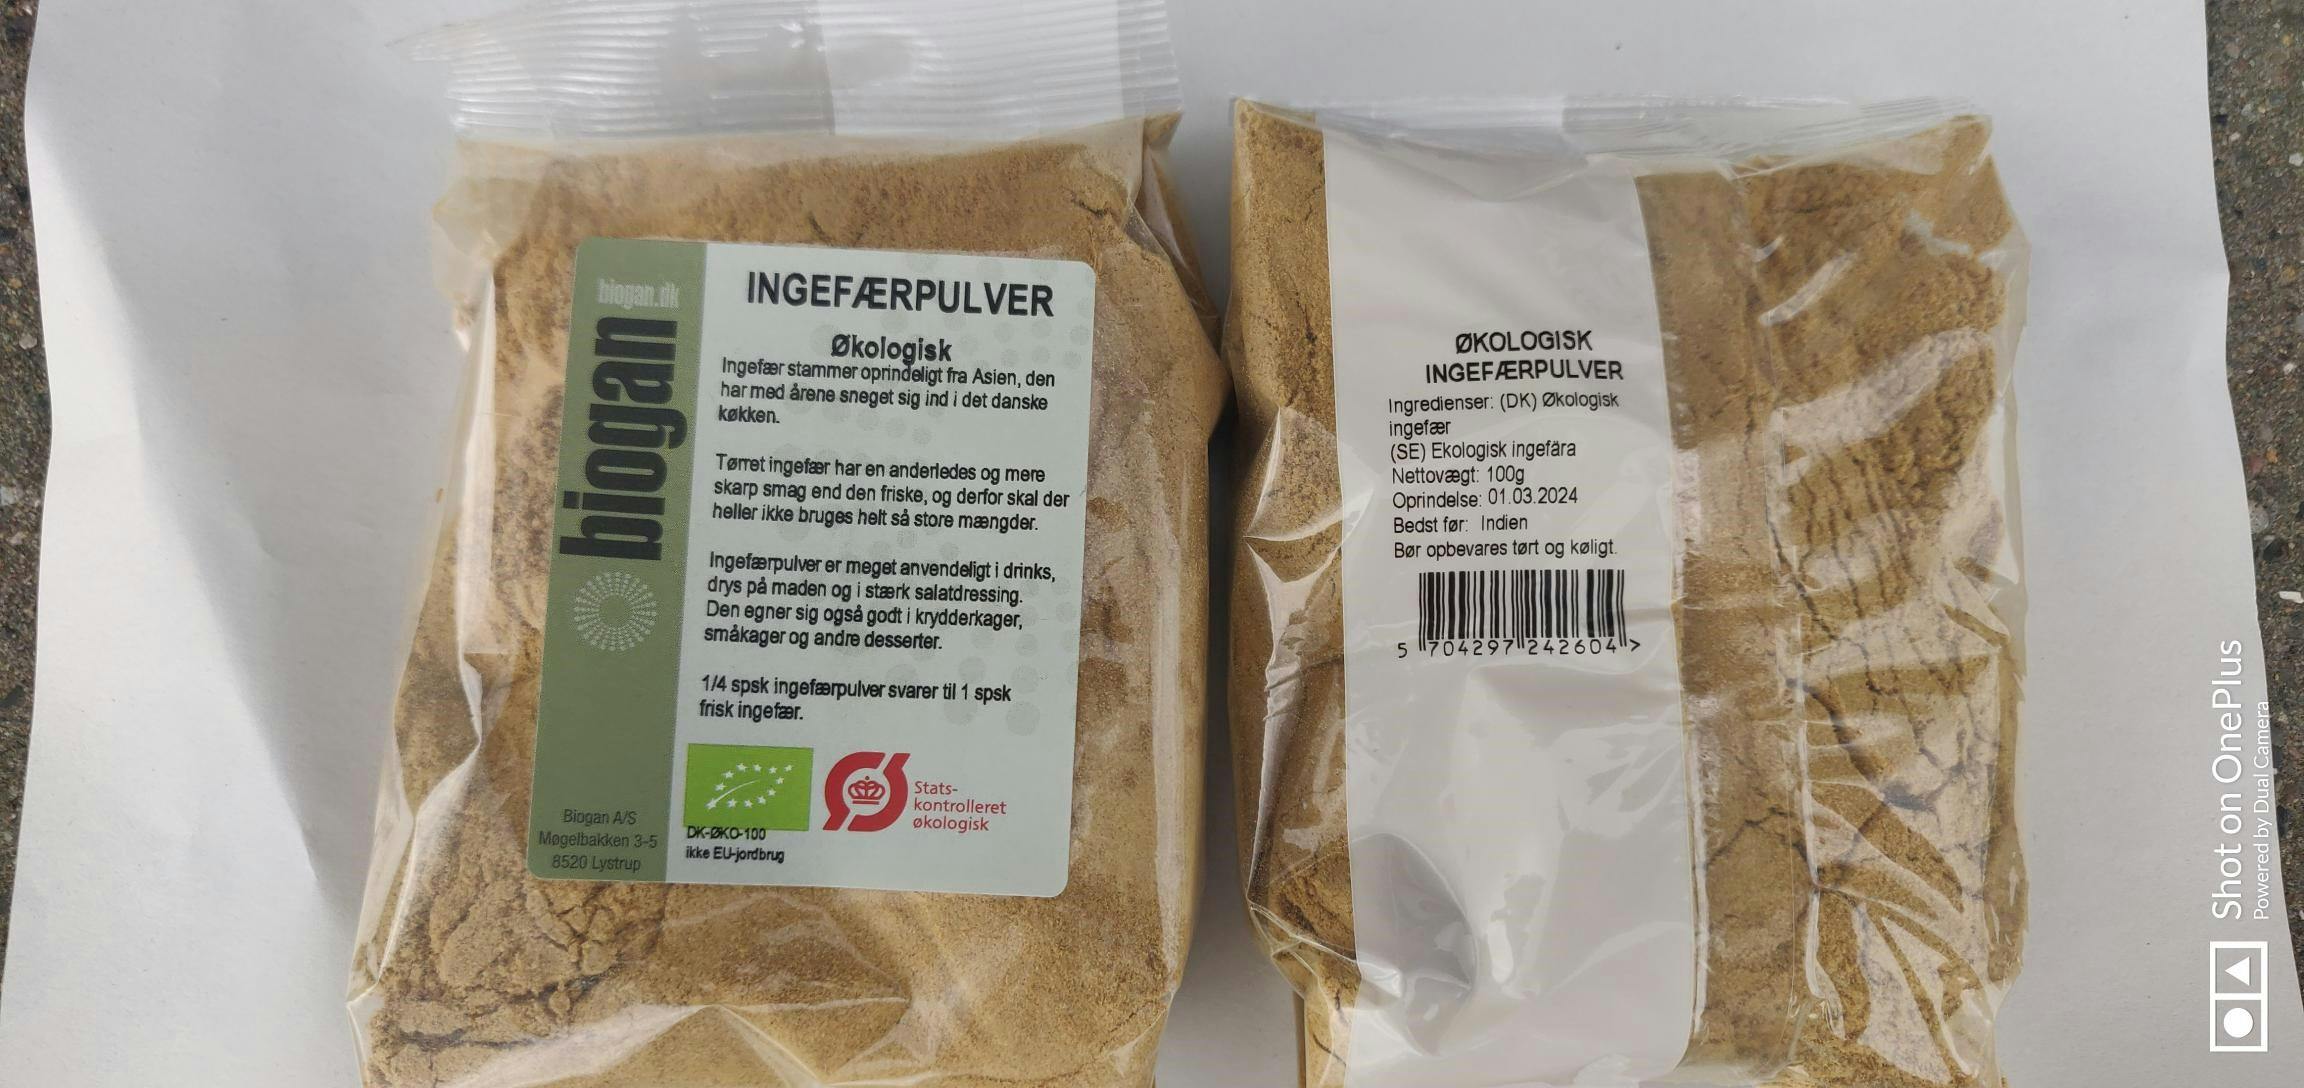 biogan.dk
biogan
INGEFÆRPULVER
Økologisk
Ingefær stammer oprindeligt fra Asien, den
har med årene sneget sig ind i det danske
køkken.
Tørret ingefær har en anderledes og mere
skarp smag end den friske, og derfor skal der
heller ikke bruges helt så store mængder.
Ingefærpulver er meget anvendeligt i drinks,
drys på maden og i stærk salatdressing.
Den egner sig også godt i krydderkager,
småkager og andre desserter.
1/4 spsk ingefærpulver svarer til 1 spsk
frisk ingefær.
Stats-
kontrolleret
økologisk
DK-ØKO-100
ikke EU-jordbrug
Biogan A/S
Møgelbakken 3-5
8520 Lystrup
ØKOLOGISK
INGEFÆRPULVER
Ingredienser: (DK) Økologisk
ingefær
(SE) Ekologisk ingefära
Nettovægt: 100g
Oprindelse: 01.03.2024
Bedst før: Indien
Bør opbevares tørt og køligt.
5 704297 242604 >
Shot on OnePlus
Powered by Dual Camera